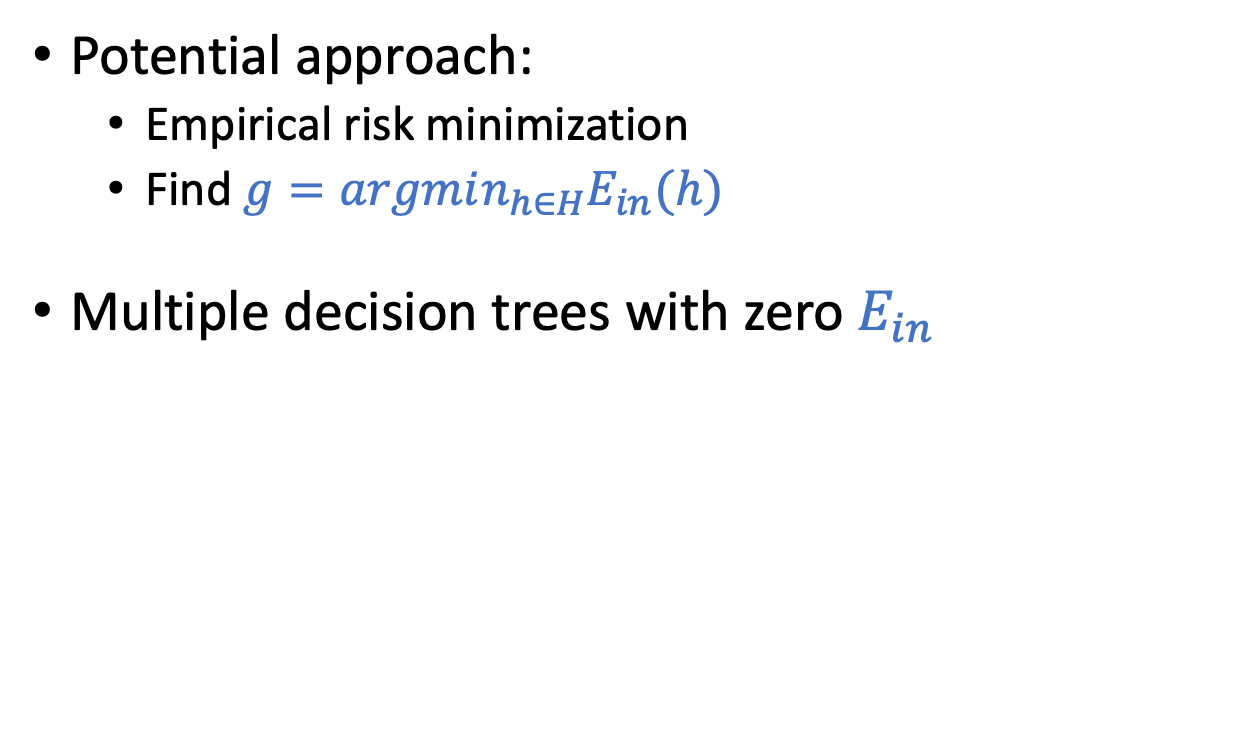 • Potential approach:
• Empirical risk minimization
• Find g = argmin_{h∈H}E_{in}(h)
• Multiple decision trees with zero E_{in}